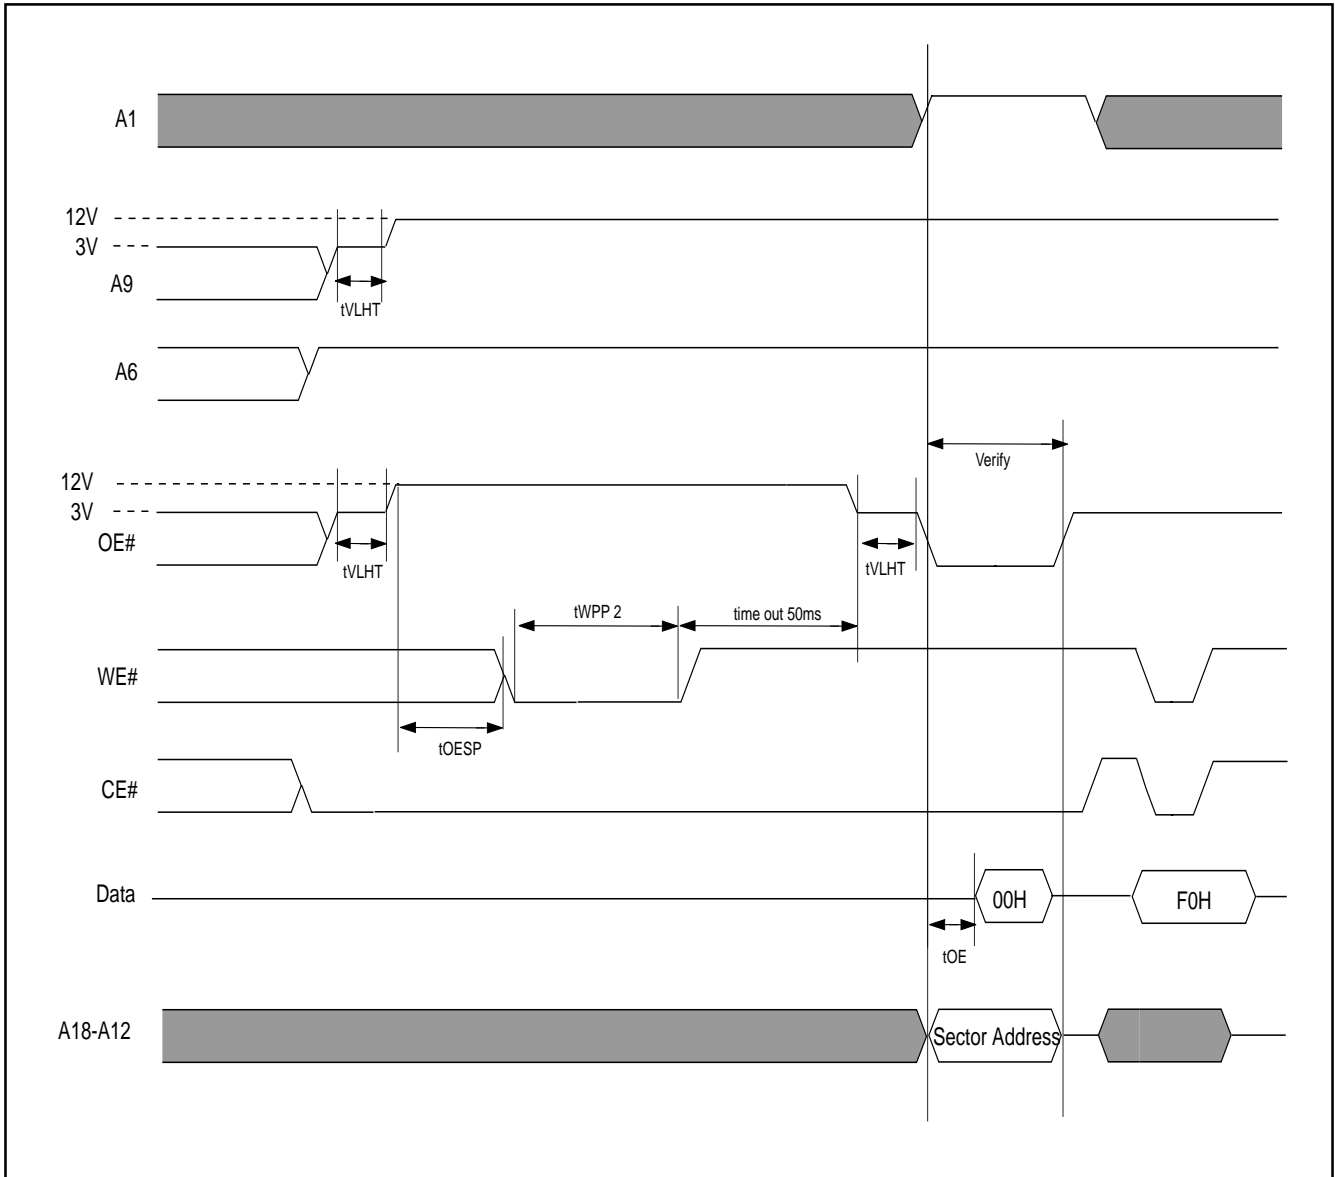 A1
12V
3V
A9
tVLHT
A6
Verify
12V
3V
OE#
tVLHT
tVLHT
tWPP 2
time out 50ms
WE#
tOESP
CE#
Data
00H
F0H
tOE
A18-A12
Sector Address